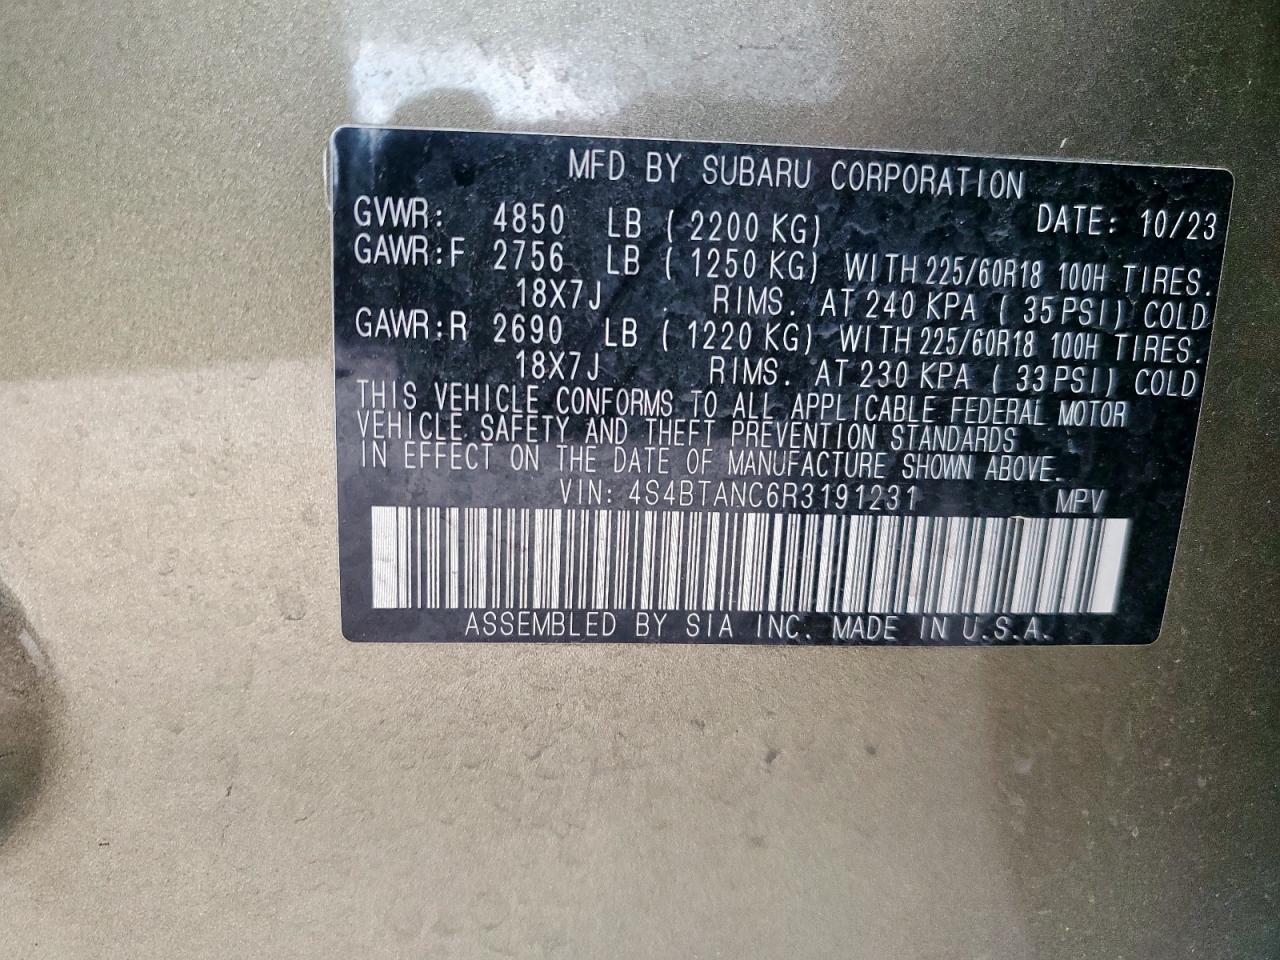 MFD BY SUBARU CORPORATION
GVWR: 4850 LB ( 2200 KG) DATE: 10/23
GAWR:F 2756 LB ( 1250 KG) WITH 225/60R18 100H TIRES.
18X7J RIMS. AT 240 KPA ( 35 PSI) COLD
GAWR:R 2690 LB ( 1220 KG) WITH 225/60R18 100H TIRES.
18X7J RIMS. AT 230 KPA ( 33 PSI) COLD
THIS VEHICLE CONFORMS TO ALL APPLICABLE FEDERAL MOTOR
VEHICLE SAFETY AND THEFT PREVENTION STANDARDS
IN EFFECT ON THE DATE OF MANUFACTURE SHOWN ABOVE.
VIN: 4S4BTANC6R3191231 MPV
ASSEMBLED BY SIA INC. MADE IN U.S.A.